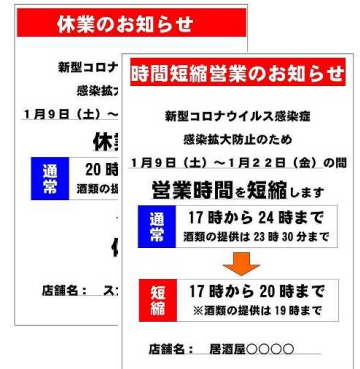 休業のお知らせ
新型コロナ
感染拡
1月9日（土）～
休
通常
20時
酒類の提
店舗名： ス
時間短縮営業のお知らせ
新型コロナウイルス感染症
感染拡大防止のため
1月9日（土）～1月22日（金）の間
営業時間を短縮します
通常
17時から24時まで
酒類の提供は23時30分まで
短縮
17時から20時まで
※酒類の提供は19時まで
店舗名： 居酒屋○○○○